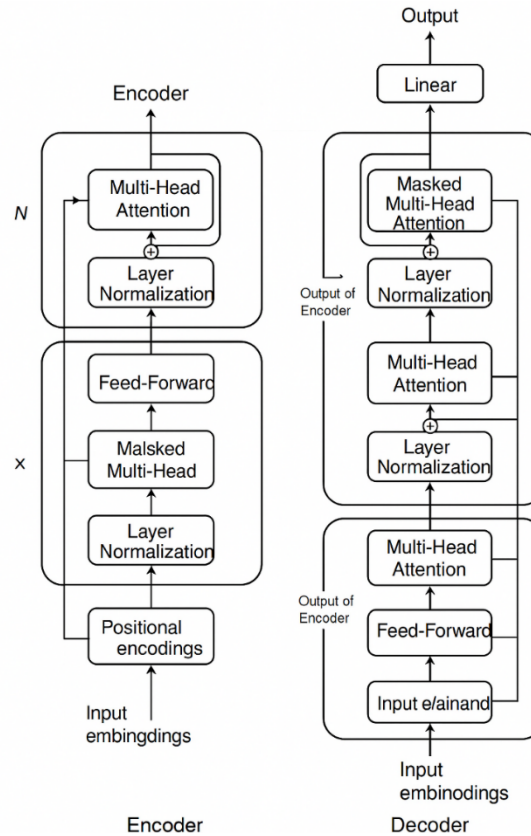 Encoder
N
Multi-Head
Attention
+
Layer
Normalization
Feed-Forward
x
Malsked
Multi-Head
Layer
Normalization
Positional
encodings
Input
embingdings
Encoder
Output
Linear
Masked
Multi-Head
Attention
+
Output of
Encoder
Layer
Normalization
Multi-Head
Attention
+
Layer
Normalization
Multi-Head
Attention
Output of
Encoder
Feed-Forward
Input e/ainand
Input
embinodings
Decoder